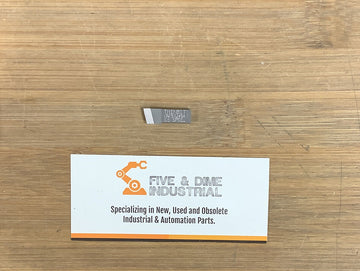 FIVE & DIME
INDUSTRIAL
Specializing in New, Used and Obsolete
Industrial & Automation Parts.